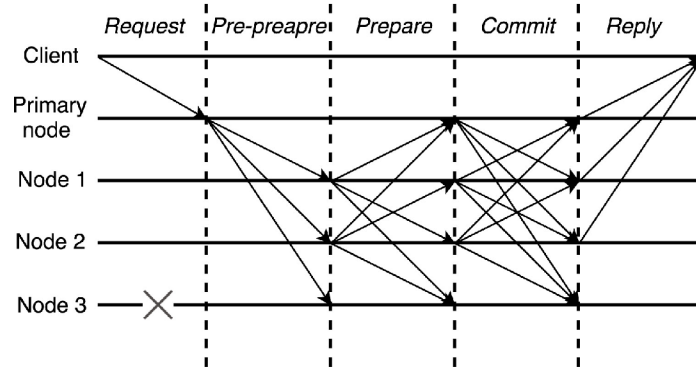 Request Pre-preapre Prepare Commit Reply
Client
Primary
node
Node 1
Node 2
Node 3